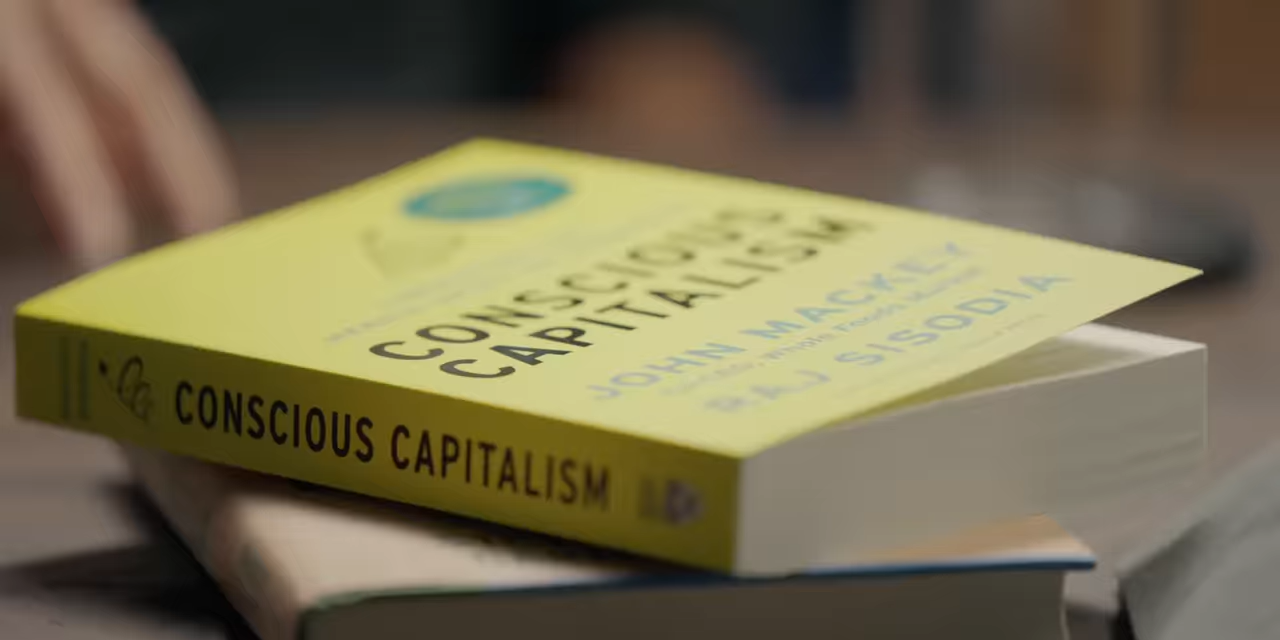 CONSCIOUS
CAPITALISM
JOHN MACKEY
RAJ SISODIA
CONSCIOUS CAPITALISM